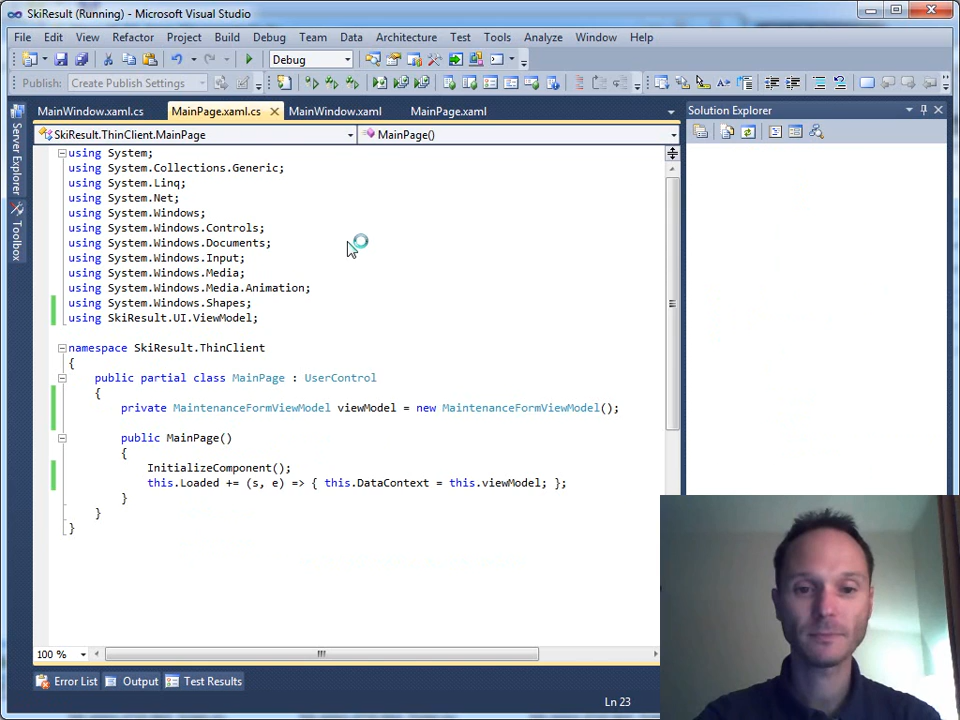 SkiResult (Running) - Microsoft Visual Studio
File Edit View Refactor Project Build Debug Team Data Architecture Test Tools Analyze Window Help
Debug
Publish: Create Publish Settings
MainWindow.xaml.cs MainPage.xaml.cs MainWindow.xaml MainPage.xaml
Solution Explorer
SkiResult.ThinClient.MainPage MainPage()
Server Explorer
Toolbox
using System;
using System.Collections.Generic;
using System.Linq;
using System.Net;
using System.Windows;
using System.Windows.Controls;
using System.Windows.Documents;
using System.Windows.Input;
using System.Windows.Media;
using System.Windows.Media.Animation;
using System.Windows.Shapes;
using SkiResult.UI.ViewModel;
namespace SkiResult.ThinClient
{
public partial class MainPage : UserControl
{
private MaintenanceFormViewModel viewModel = new MaintenanceFormViewModel();
public MainPage()
{
InitializeComponent();
this.Loaded += (s, e) => { this.DataContext = this.viewModel; };
}
}
}
100 %
Error List Output Test Results
Ln 23